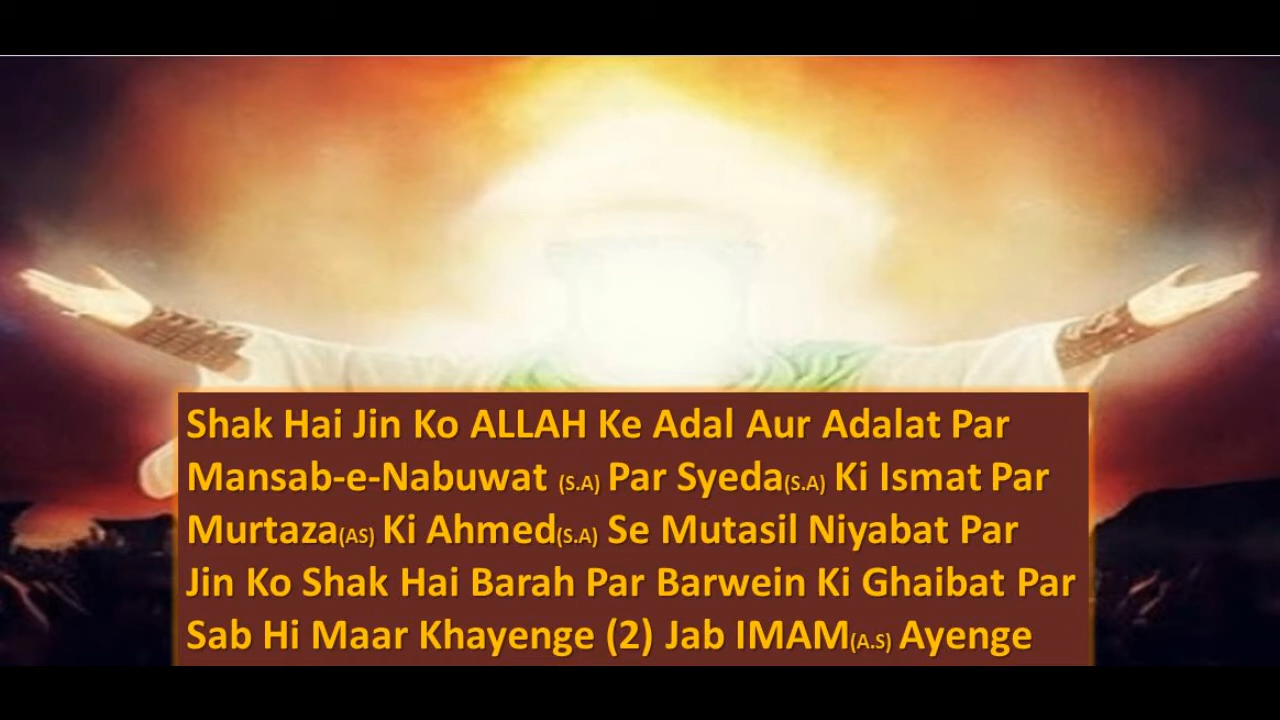 Shak Hai Jin Ko ALLAH Ke Adal Aur Adalat Par
Mansab-e-Nabuwat (S.A) Par Syeda(S.A) Ki Ismat Par
Murtaza(AS) Ki Ahmed(S.A) Se Mutasil Niyabat Par
Jin Ko Shak Hai Barah Par Barwein Ki Ghaibat Par
Sab Hi Maar Khayenge (2) Jab IMAM(A.S) Ayenge